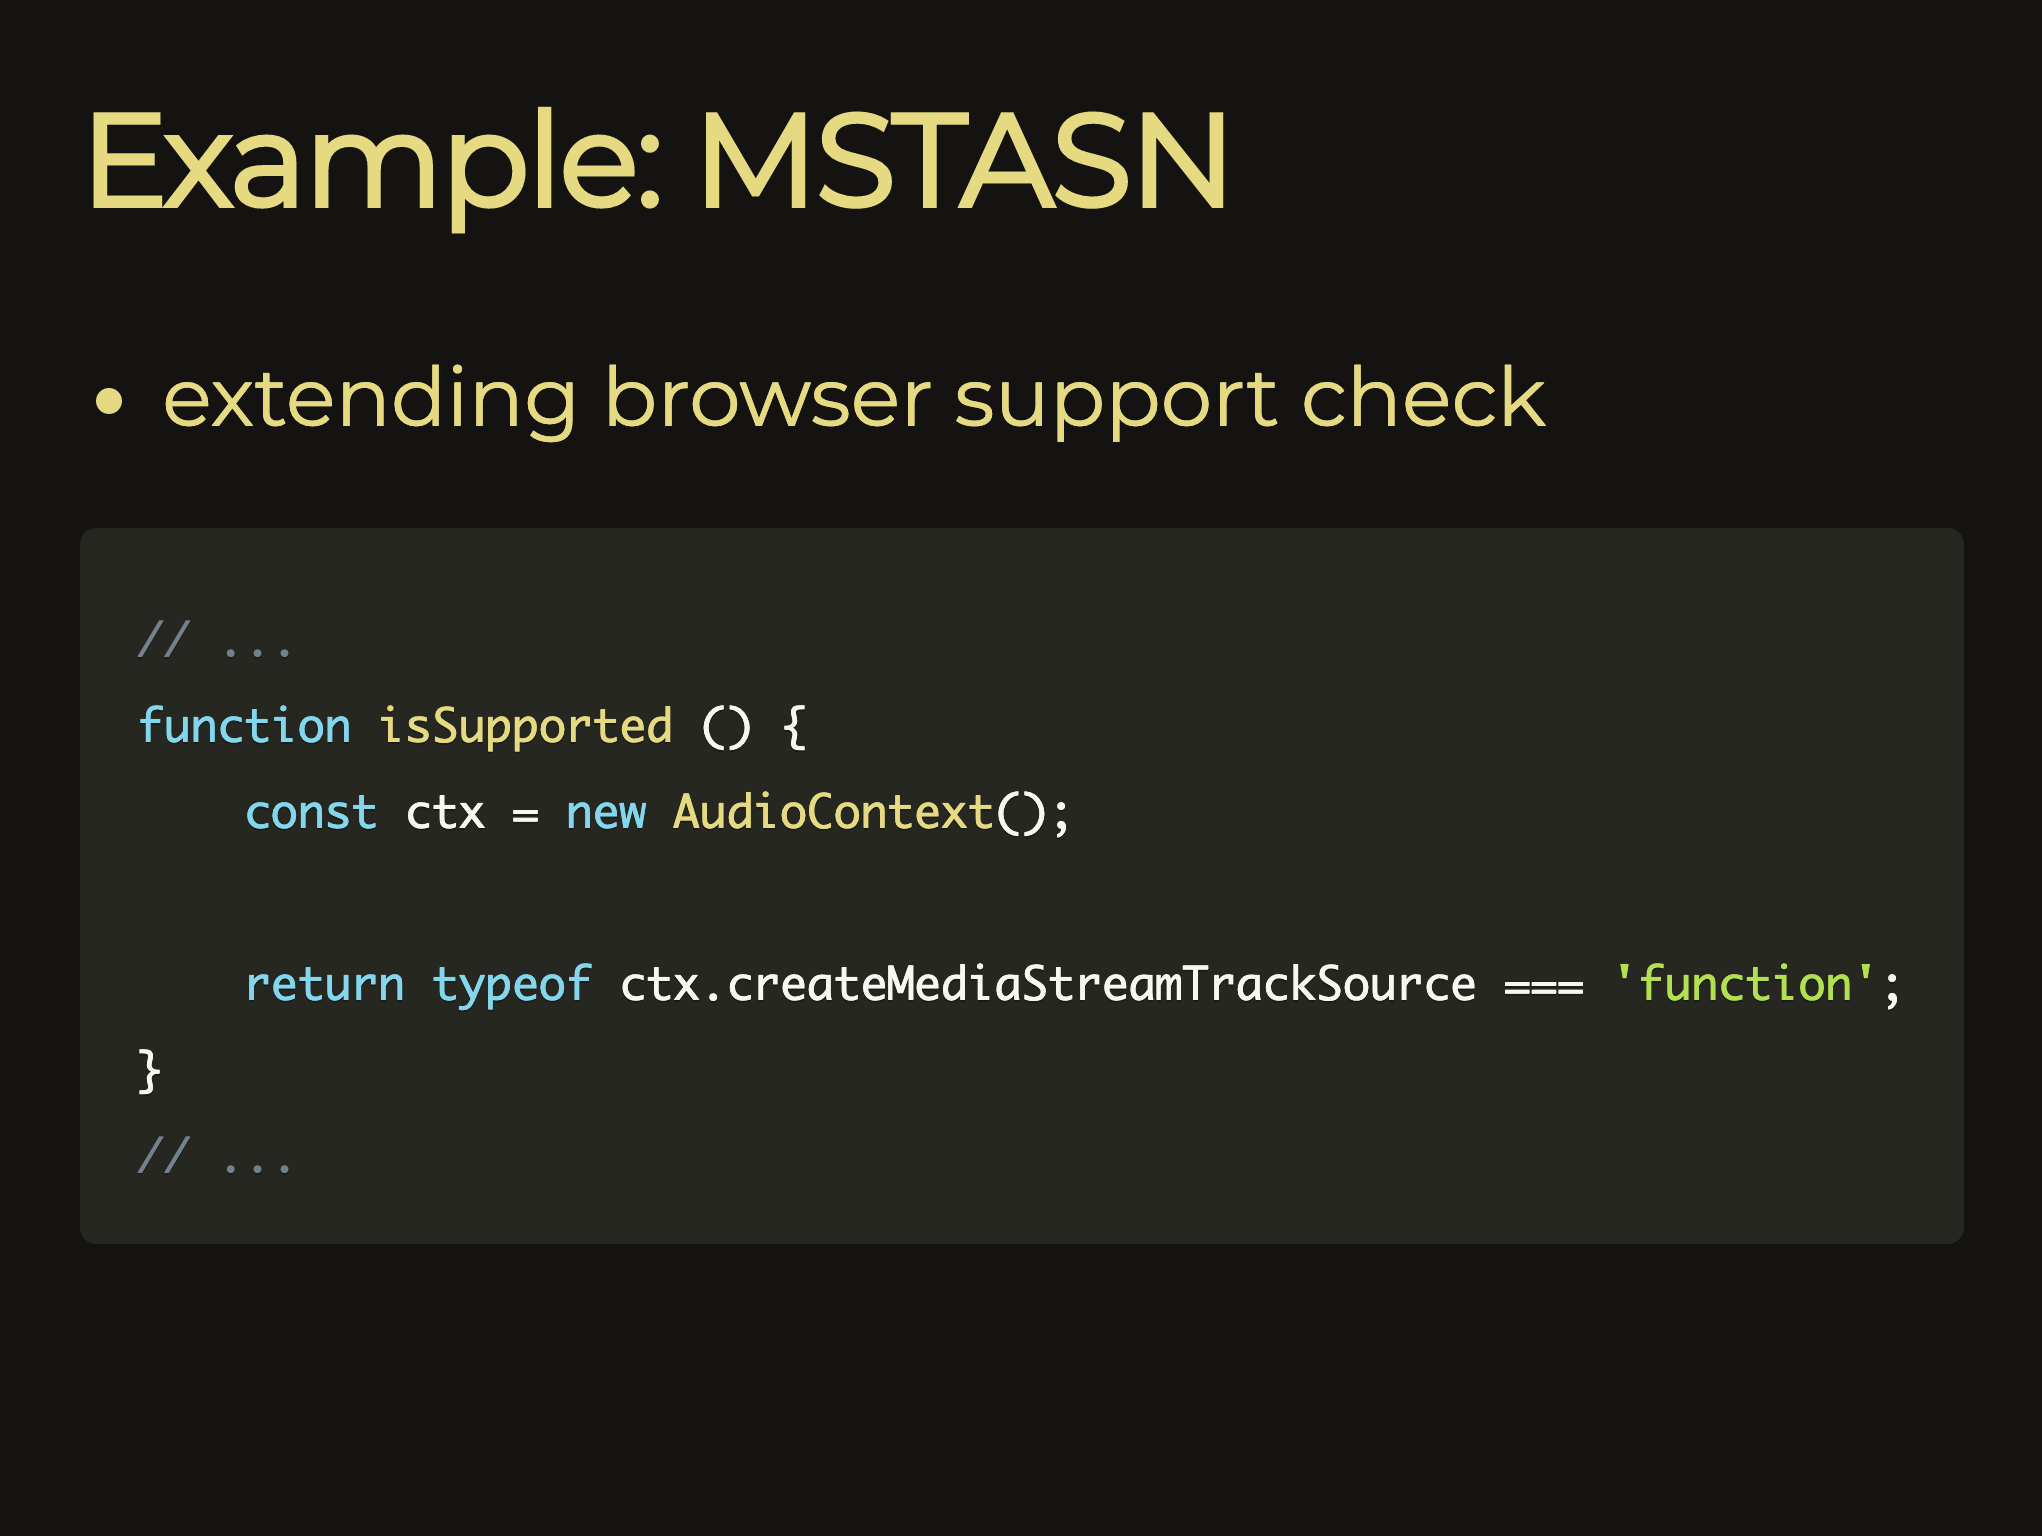 Example: MSTASN
• extending browser support check
// ...
function isSupported () {
    const ctx = new AudioContext();

    return typeof ctx.createMediaStreamTrackSource === 'function';
}
// ...